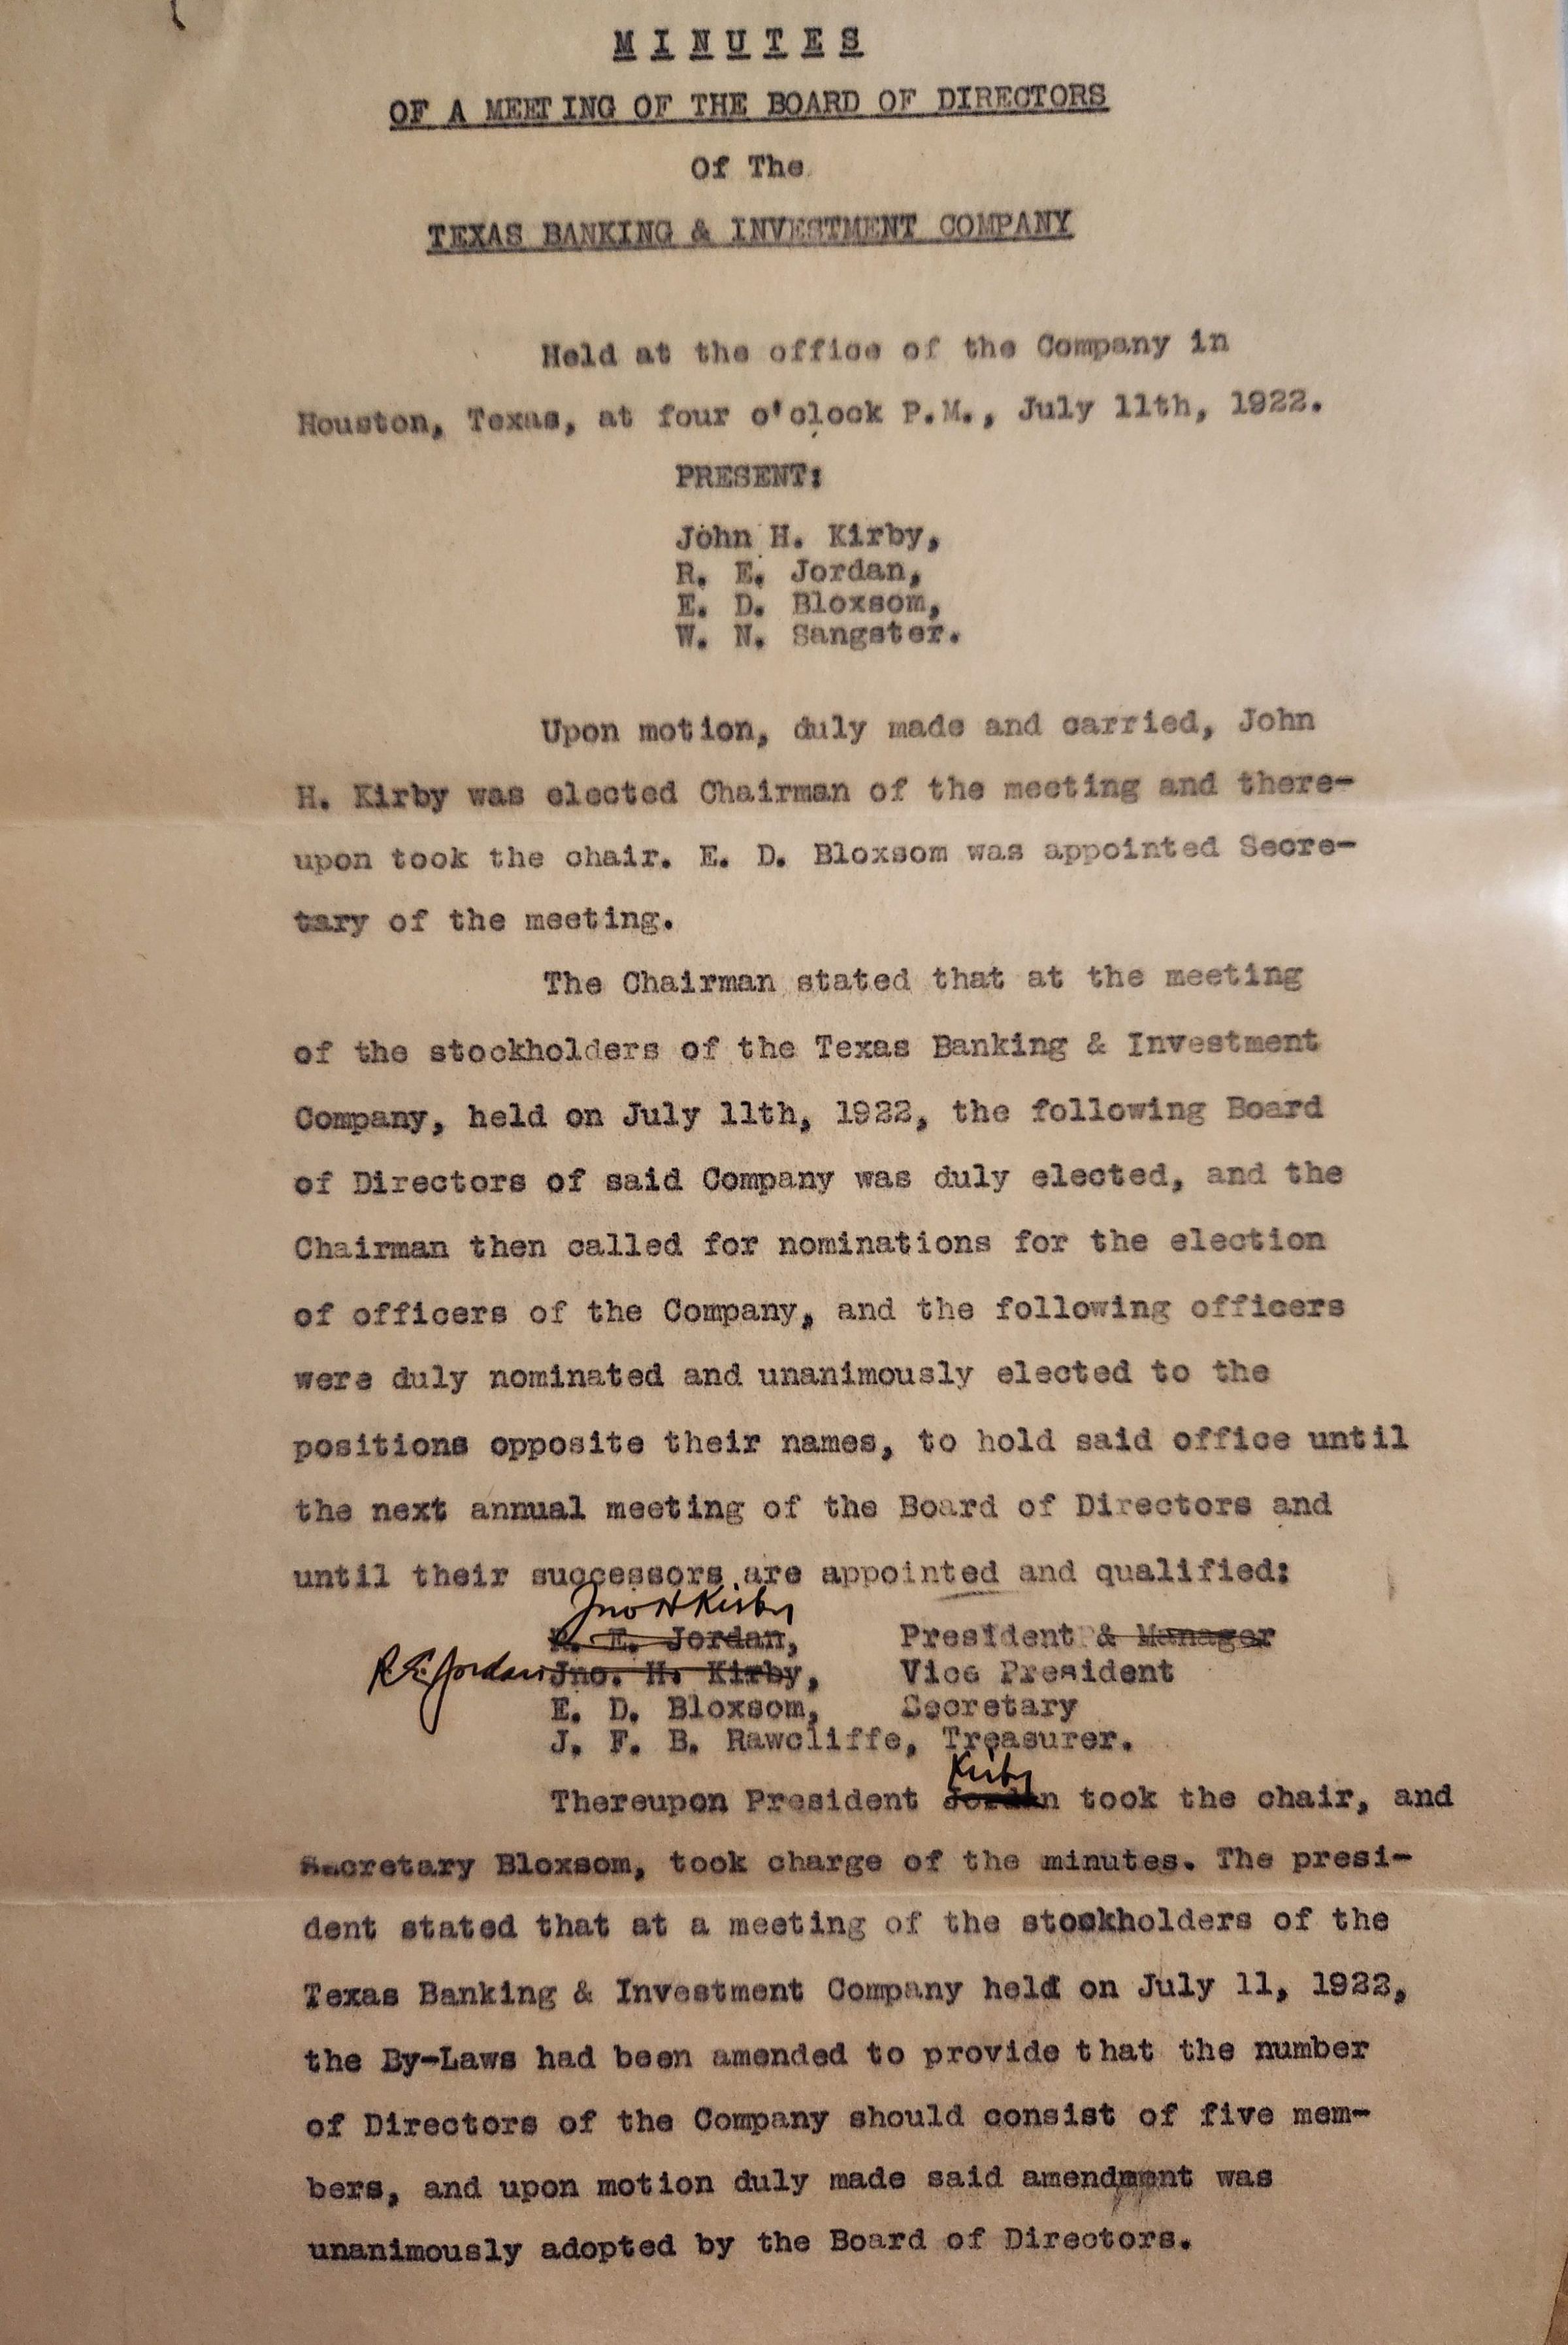 MINUTES
OF A MEETING OF THE BOARD OF DIRECTORS
Of The
TEXAS BANKING & INVESTMENT COMPANY
Held at the office of the Company in
Houston, Texas, at four o'clock P.M., July 11th, 1922.
PRESENT:
John H. Kirby,
R. E. Jordan,
E. D. Bloxsom,
W. N. Sangster.
Upon motion, duly made and carried, John
H. Kirby was elected Chairman of the meeting and there-
upon took the chair. E. D. Bloxsom was appointed Secre-
tary of the meeting.
The Chairman stated that at the meeting
of the stockholders of the Texas Banking & Investment
Company, held on July 11th, 1922, the following Board
of Directors of said Company was duly elected, and the
Chairman then called for nominations for the election
of officers of the Company, and the following officers
were duly nominated and unanimously elected to the
positions opposite their names, to hold said office until
the next annual meeting of the Board of Directors and
until their successors are appointed and qualified:
Jno H Kirby
R. E. Jordan, President & Manager
R. E. Jordan Jno. H. Kirby, Vice President
E. D. Bloxsom, Secretary
J. F. B. Rawcliffe, Treasurer.
Kirby
Thereupon President Jordan took the chair, and
Secretary Bloxsom, took charge of the minutes. The presi-
dent stated that at a meeting of the stockholders of the
Texas Banking & Investment Company held on July 11, 1922,
the By-Laws had been amended to provide that the number
of Directors of the Company should consist of five mem-
bers, and upon motion duly made said amendment was
unanimously adopted by the Board of Directors.